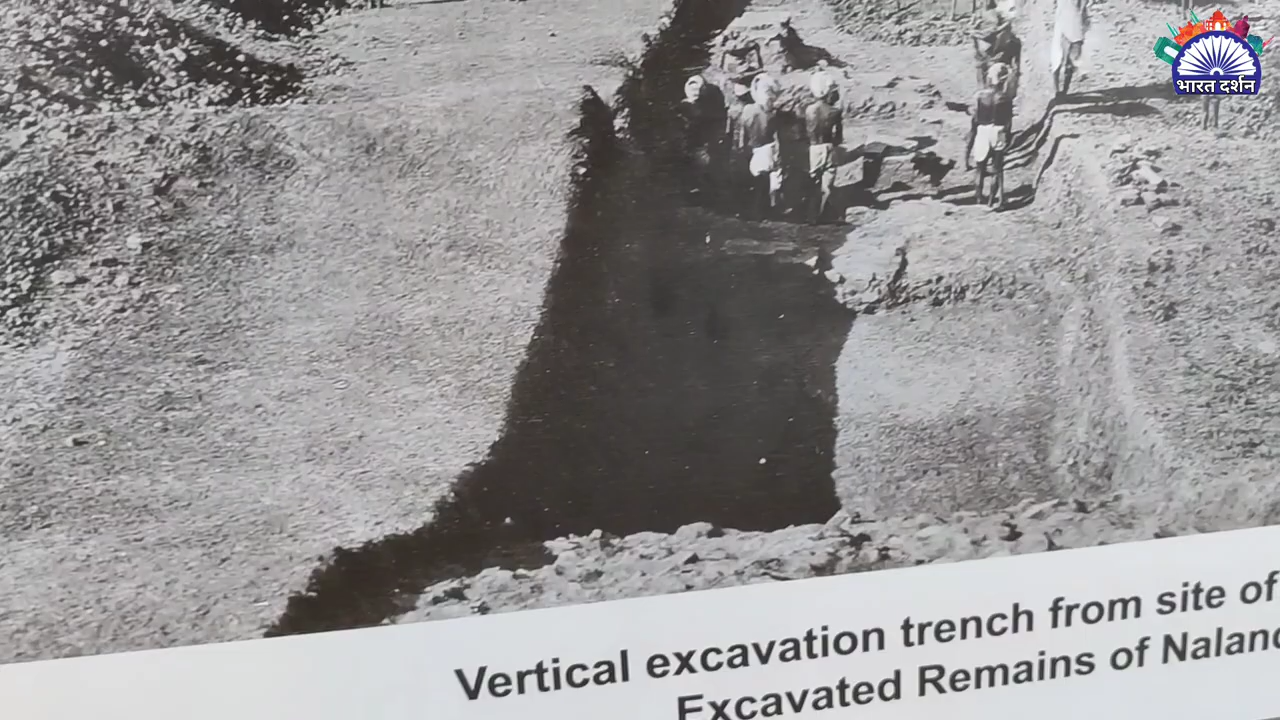 भारत दर्शन
Vertical excavation trench from site of
Excavated Remains of